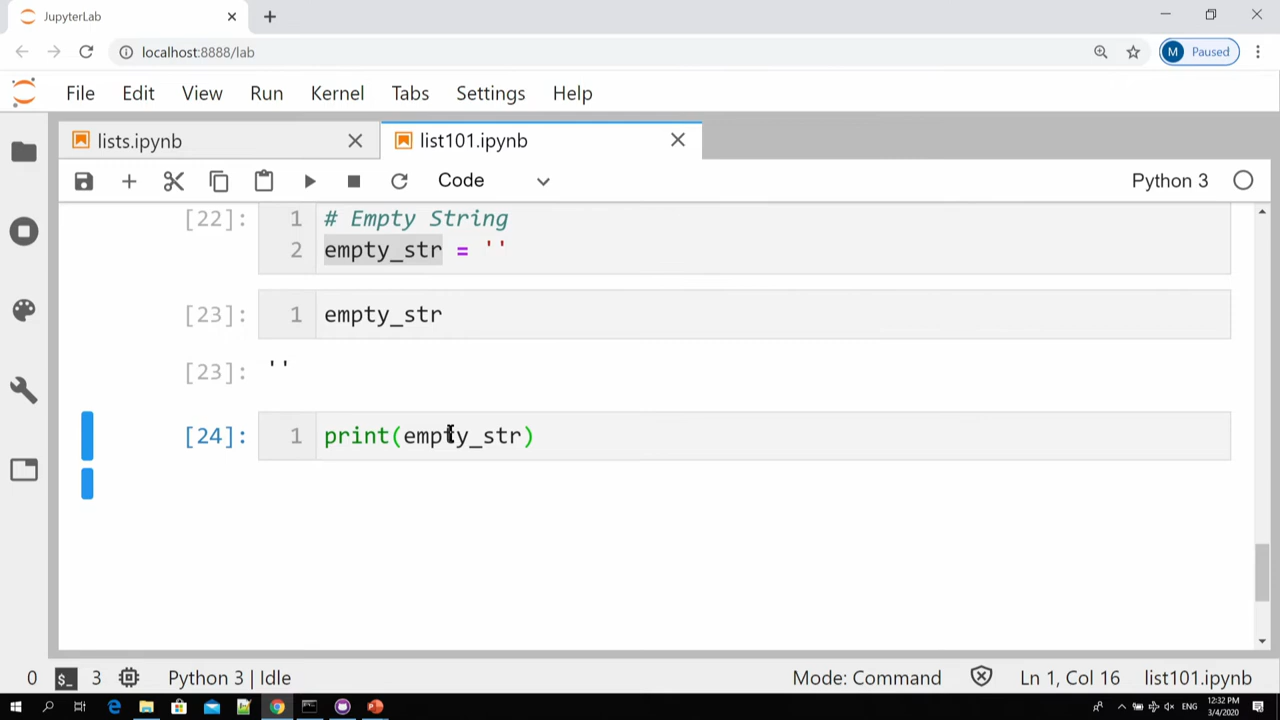 JupyterLab
localhost:8888/lab
M Paused
File Edit View Run Kernel Tabs Settings Help
lists.ipynb list101.ipynb
Code Python 3
[22]: 1 # Empty String
2 empty_str = ''
[23]: 1 empty_str
[23]: ''
[24]: 1 print(empty_str)
0 $_ 3 Python 3 | Idle Mode: Command Ln 1, Col 16 list101.ipynb
ENG 12:32 PM
3/4/2020